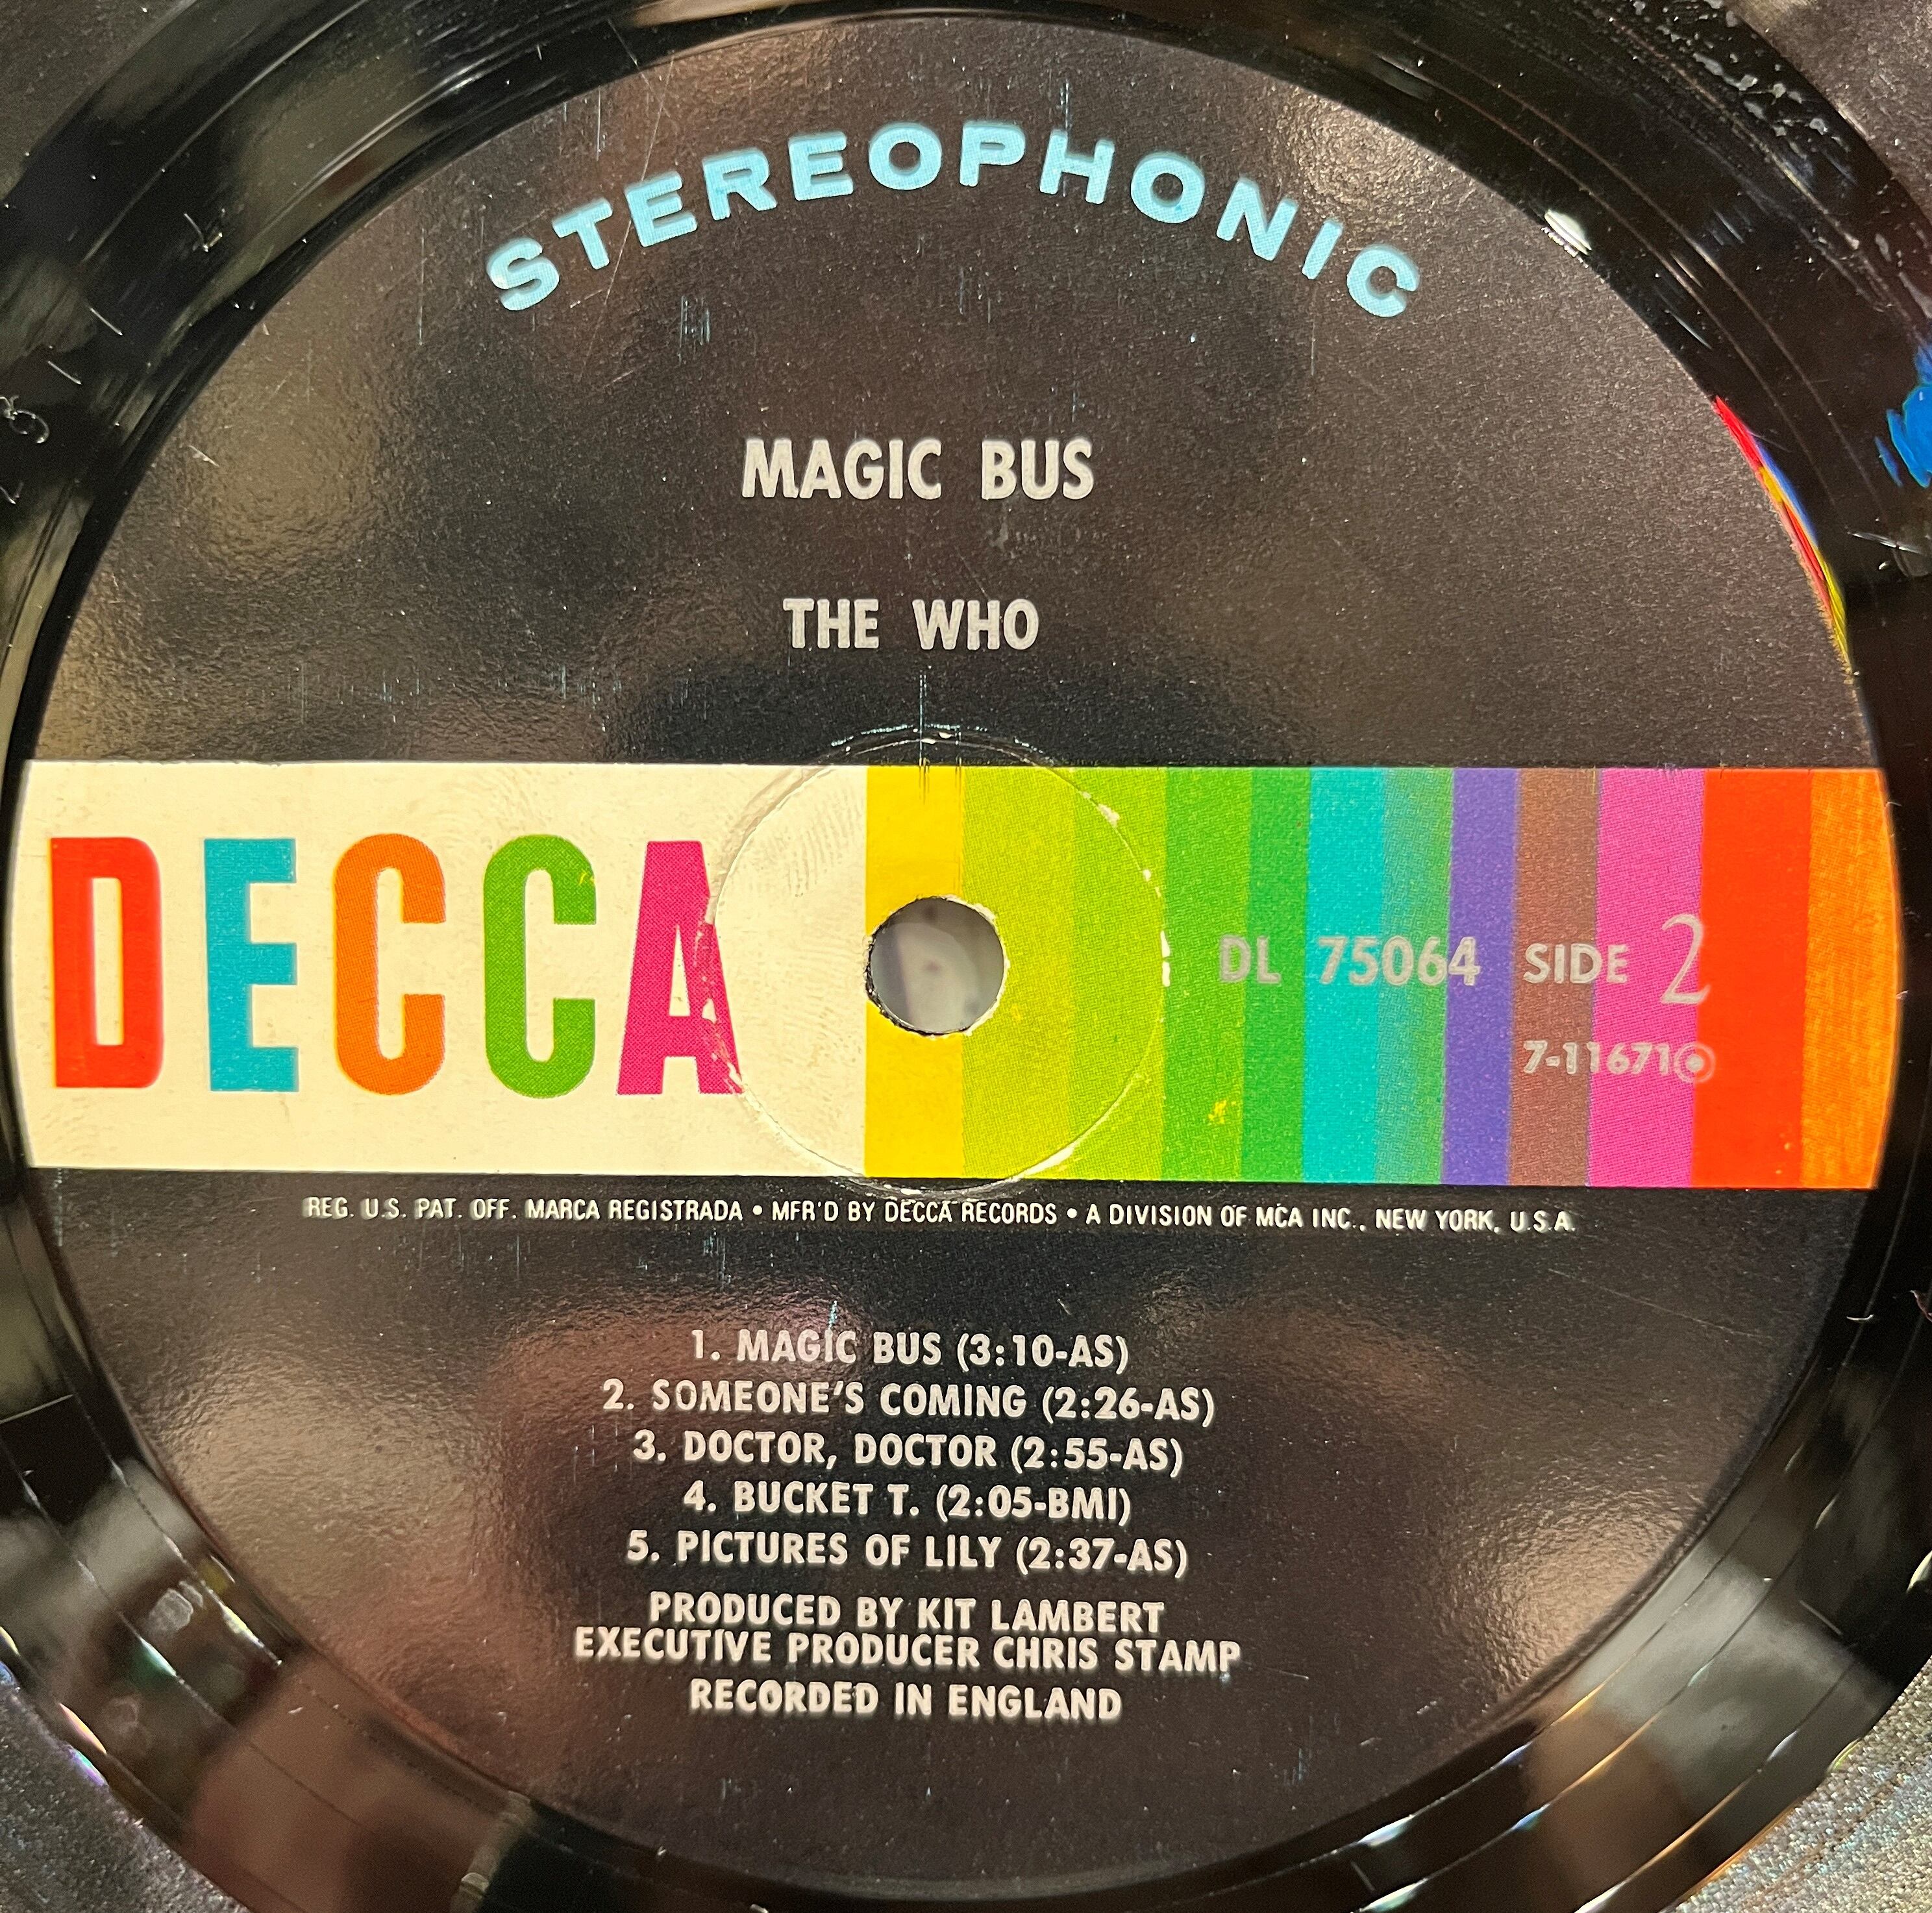 STEREOPHONIC
MAGIC BUS
THE WHO
DECCA
DL 75064 SIDE 2
7-11671
REG. U.S. PAT. OFF. MARCA REGISTRADA • MFR'D BY DECCA RECORDS • A DIVISION OF MCA INC., NEW YORK, U.S.A.
1. MAGIC BUS (3:10-AS)
2. SOMEONE'S COMING (2:26-AS)
3. DOCTOR, DOCTOR (2:55-AS)
4. BUCKET T. (2:05-BMI)
5. PICTURES OF LILY (2:37-AS)
PRODUCED BY KIT LAMBERT
EXECUTIVE PRODUCER CHRIS STAMP
RECORDED IN ENGLAND